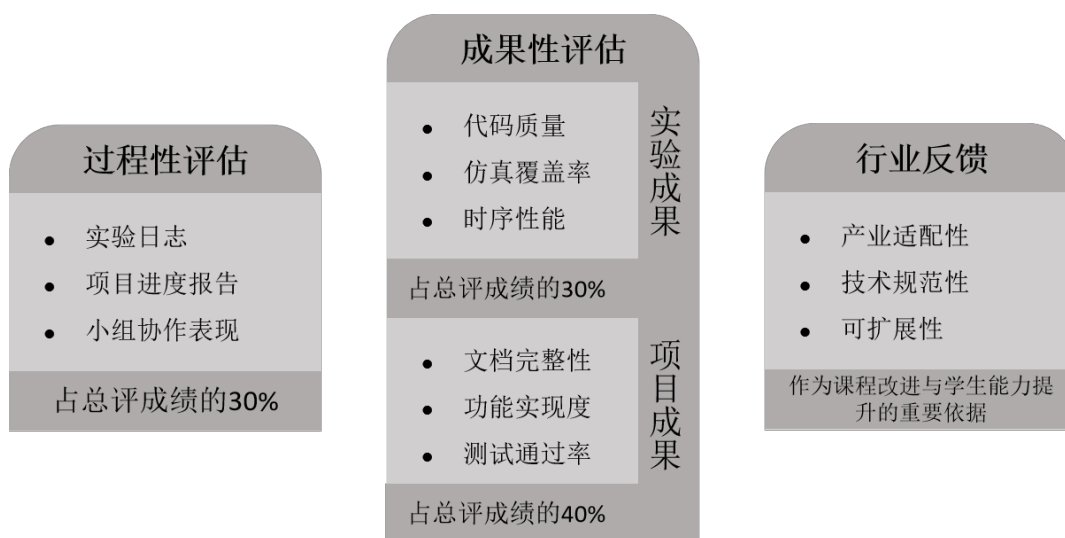 过程性评估
实验日志
项目进度报告
小组协作表现
占总评成绩的30%
成果性评估
代码质量
仿真覆盖率
时序性能
实验成果
占总评成绩的30%
文档完整性
功能实现度
测试通过率
项目成果
占总评成绩的40%
行业反馈
产业适配性
技术规范性
可扩展性
作为课程改进与学生能力提
升的重要依据